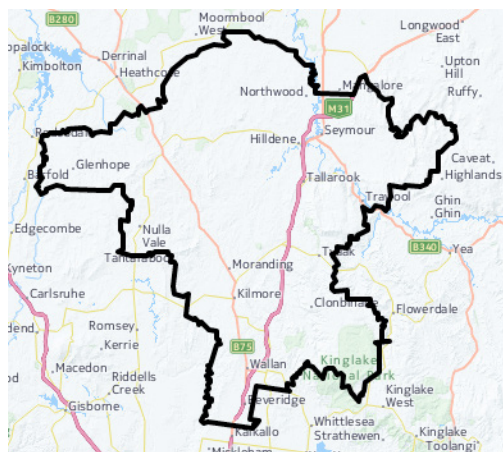 B280
Moormbool
West
Longwood
East
Derrinal
Kimbolton
Heathcote
Upton
Hill
Mangalore
Ruffy,
Northwood
M31
Seymour
Hilldene
Glenhope
Caveat
Highlands
Tallarook
Trawool
Ghin
Ghin
Edgecombe
Nulla
Vale
B340
Yea
Kyneton
Moranding
Carlsruhe
Kilmore
Clonbinane
Flowerdale
Romsey
Kerrie
B75
Wallan
Kinglake
National Park
Macedon
Riddells
Creek
Kinglake
West
Gisborne
Beveridge
Whittlesea
Strathewen
Kalkallo
Kinglake
Toolangi